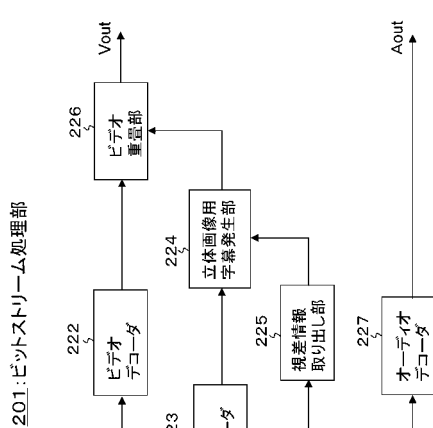 201:ビットストリーム処理部
Vout
226
ビデオ
重畳部
224
立体画像用
字幕発生部
222
ビデオ
デコーダ
225
視差情報
取り出し部
Aout
227
オーディオ
デコーダ